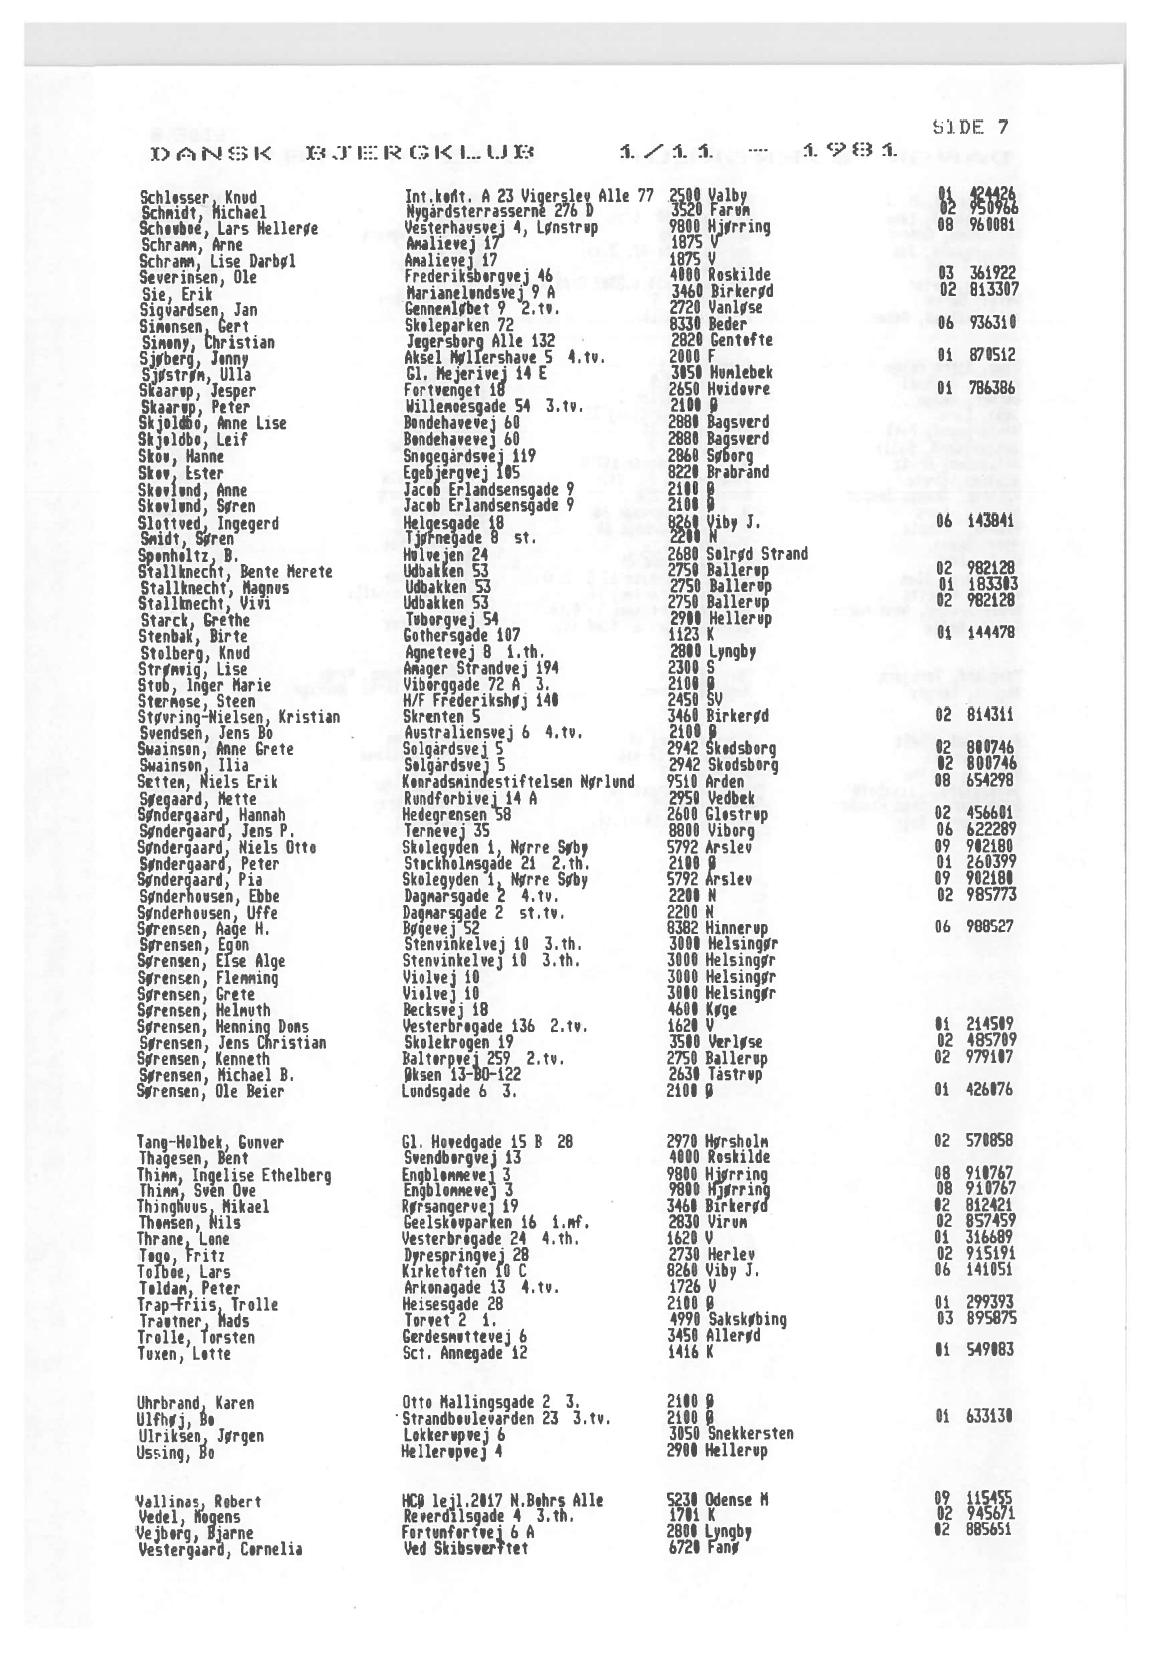 SIDE 7
DANSK BJERGKLUB 1/11 - 1981
Schlosser, Knud Int.kont. A 23 Vigerslev Alle 77 2500 Valby 01 424426
Schmidt, Michael Nygårdsterrasserne 276 D 3520 Farum 02 950966
Schouboe, Lars Hellerøe Vesterhavsvej 4, Lønstrup 9800 Hjørring 08 960081
Schramm, Arne Amalievej 17 1875 V
Schramm, Lise Darbøl Amalievej 17 1875 V
Severinsen, Ole Frederiksborgvej 46 4000 Roskilde 03 361922
Sie, Erik Marianelundsvej 9 A 3460 Birkerød 02 813307
Sigvardsen, Jan Gennemløbet 9 2.tv. 2720 Vanløse
Simonsen, Gert Skoleparken 72 8330 Beder 06 936310
Simony, Christian Jegersborg Alle 132 2820 Gentofte
Sjøberg, Jonny Aksel Møllershave 5 4.tv. 2000 F 01 870512
Sjøstrøm, Ulla Gl. Mejerivej 14 E 3050 Humlebek
Skaarup, Jesper Fortvenget 18 2650 Hvidovre 01 786386
Skaarup, Peter Willemoesgade 54 3.tv. 2100 Ø
Skjoldbo, Anne Lise Bondehavevej 60 2880 Bagsverd
Skjoldbo, Leif Bondehavevej 60 2880 Bagsverd
Skou, Hanne Snogegårdsvej 119 2860 Søborg
Skov, Ester Egebjergvej 105 8220 Brabrand
Skovlund, Anne Jacob Erlandsensgade 9 2100 Ø
Skovlund, Søren Jacob Erlandsensgade 9 2100 Ø
Slottved, Ingegerd Helgesgade 18 8260 Viby J. 06 143841
Smidt, Søren Tjørnegade 8 st. 2200 N
Sponholtz, B. Hulvejen 24 2680 Solrød Strand
Stallknecht, Bente Merete Udbakken 53 2750 Ballerup 02 982128
Stallknecht, Magnus Udbakken 53 2750 Ballerup 01 183303
Stallknecht, Vivi Udbakken 53 2750 Ballerup 02 982128
Starck, Grethe Tuborgvej 54 2900 Hellerup
Stenbak, Birte Gothersgade 107 1123 K 01 144478
Stolberg, Knud Agnetevej 8 1.th. 2800 Lyngby
Strømvig, Lise Amager Strandvej 194 2300 S
Stub, Inger Marie Viborggade 72 A 3. 2100 Ø
Stermose, Steen H/F Frederikshøj 140 2450 SV
Støvring-Nielsen, Kristian Skrenten 5 3460 Birkerød 02 814311
Svendsen, Jens Bo Australiensvej 6 4.tv. 2100 Ø
Swainson, Anne Grete Solgårdsvej 5 2942 Skodsborg 02 800746
Swainson, Ilia Solgårdsvej 5 2942 Skodsborg 02 800746
Settem, Niels Erik Konradsmindestiftelsen Nørlund 9510 Arden 08 654298
Søegaard, Mette Rundforbivej 14 A 2950 Vedbek
Søndergaard, Hannah Hedegrensen 58 2600 Glostrup 02 456601
Søndergaard, Jens P. Ternevej 35 8800 Viborg 06 622289
Søndergaard, Niels Otto Skolegyden 1, Nørre Søby 5792 Arslev 09 902180
Søndergaard, Peter Stockholmsgade 21 2.th. 2100 Ø 01 260399
Søndergaard, Pia Skolegyden 1, Nørre Søby 5792 Arslev 09 902180
Sønderhousen, Ebbe Dagmarsgade 2 4.tv. 2200 N 02 985773
Sønderhousen, Uffe Dagmarsgade 2 st.tv. 2200 N
Sørensen, Aage H. Bøgevej 52 8382 Hinnerup 06 988527
Sørensen, Egon Stenvinkelvej 10 3.th. 3000 Helsingør
Sørensen, Else Alge Stenvinkelvej 10 3.th. 3000 Helsingør
Sørensen, Flemming Violvej 10 3000 Helsingør
Sørensen, Grete Violvej 10 3000 Helsingør
Sørensen, Helmuth Becksvej 18 4600 Køge
Sørensen, Henning Dons Vesterbrogade 136 2.tv. 1620 V 01 214509
Sørensen, Jens Christian Skolekrogen 19 3500 Verløse 02 485709
Sørensen, Kenneth Baltorpvej 259 2.tv. 2750 Ballerup 02 979107
Sørensen, Michael B. Øksen 13-BO-122 2630 Tåstrup
Sørensen, Ole Beier Lundsgade 6 3. 2100 Ø 01 426076
Tang-Holbek, Gunver Gl. Hovedgade 15 B 28 2970 Hørsholm 02 570858
Thagesen, Bent Svendborgvej 13 4000 Roskilde
Thimm, Ingelise Ethelberg Engblommevej 3 9800 Hjørring 08 910767
Thimm, Sven Ove Engblommevej 3 9800 Hjørring 08 910767
Thinghuus, Mikael Rørsangervej 19 3460 Birkerød 02 812421
Thomsen, Nils Geelskovparken 16 1.mf. 2830 Virum 02 857459
Thrane, Lone Vesterbrogade 24 4.th. 1620 V 01 316689
Togo, Fritz Dyrespringvej 28 2730 Herlev 02 915191
Tolboe, Lars Kirketoften 10 C 8260 Viby J. 06 141051
Toldam, Peter Arkonagade 13 4.tv. 1726 V
Trap-Friis, Trolle Heisesgade 28 2100 Ø 01 299393
Trautner, Mads Torvet 2 1. 4990 Sakskøbing 03 895875
Trolle, Torsten Gerdesmuttevej 6 3450 Allerød
Tuxen, Lotte Sct. Annegade 12 1416 K 01 549083
Uhrbrand, Karen Otto Mallingsgade 2 3. 2100 Ø
Ulfhøj, Bo Strandboulevarden 23 3.tv. 2100 Ø 01 633130
Ulriksen, Jørgen Lokkerupvej 6 3050 Snekkersten
Ussing, Bo Hellerupvej 4 2900 Hellerup
Vallinas, Robert HCØ lejl.2017 N.Bohrs Alle 5230 Odense M 09 115455
Vedel, Mogens Reverdilsgade 4 3.th. 1701 K 02 945671
Vejborg, Bjarne Fortunfortvej 6 A 2800 Lyngby 02 885651
Vestergaard, Cornelia Ved Skibsverftet 6720 Fanø